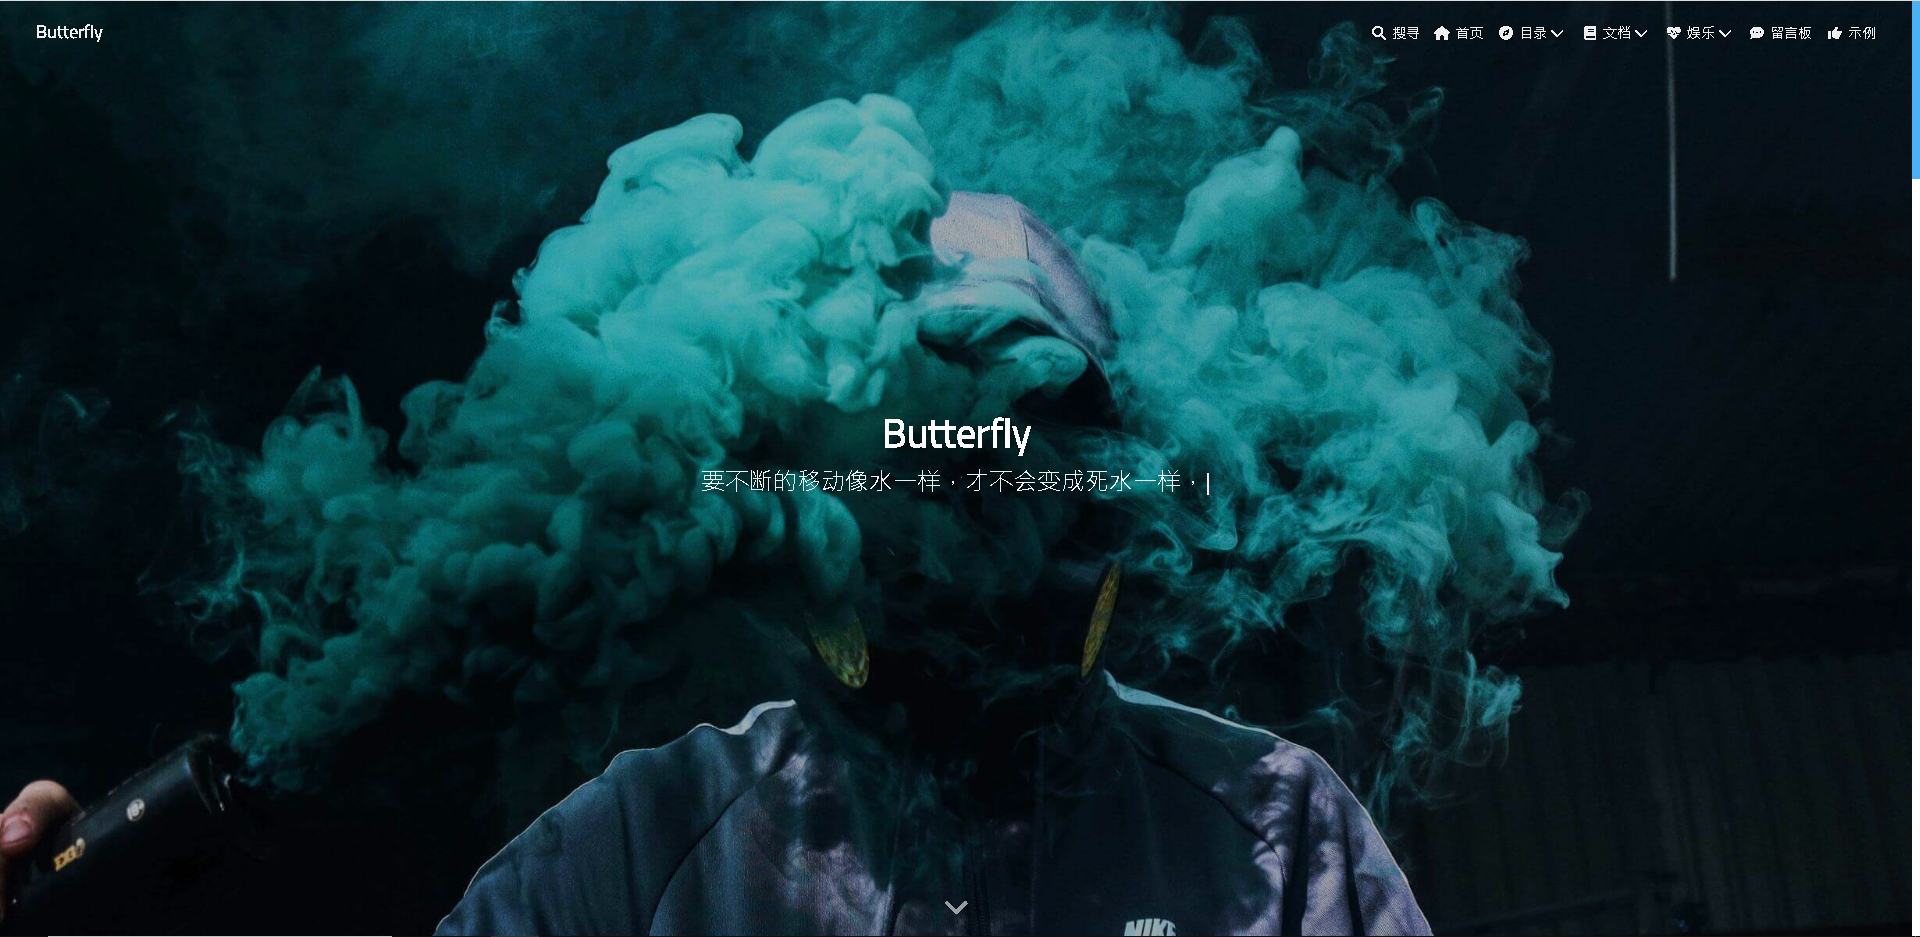 Butterfly
搜寻 首页 目录 文档 娱乐 留言板 示例
Butterfly
要不断的移动像水一样，才不会变成死水一样，|
NIKE